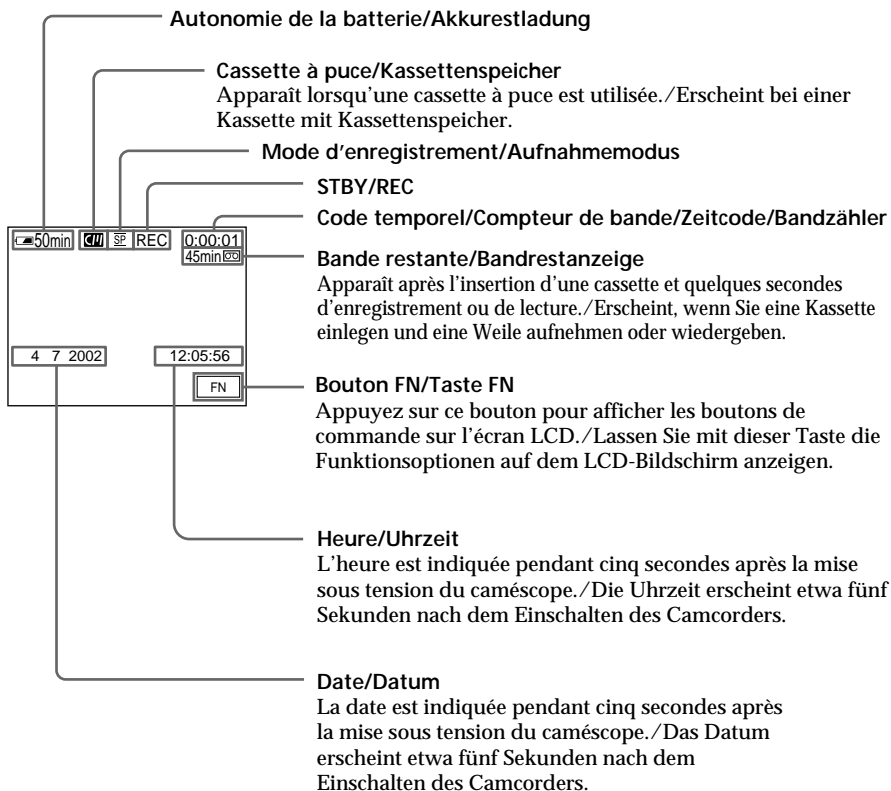 Autonomie de la batterie/Akkurestladung
Cassette à puce/Kassettenspeicher
Apparaît lorsqu'une cassette à puce est utilisée./Erscheint bei einer
Kassette mit Kassettenspeicher.
Mode d'enregistrement/Aufnahmemodus
STBY/REC
Code temporel/Compteur de bande/Zeitcode/Bandzähler
50min CM SP REC 0:00:01
45min
Bande restante/Bandrestanzeige
Apparaît après l'insertion d'une cassette et quelques secondes
d'enregistrement ou de lecture./Erscheint, wenn Sie eine Kassette
einlegen und eine Weile aufnehmen oder wiedergeben.
4 7 2002 12:05:56
FN
Bouton FN/Taste FN
Appuyez sur ce bouton pour afficher les boutons de
commande sur l'écran LCD./Lassen Sie mit dieser Taste die
Funktionsoptionen auf dem LCD-Bildschirm anzeigen.
Heure/Uhrzeit
L'heure est indiquée pendant cinq secondes après la mise
sous tension du caméscope./Die Uhrzeit erscheint etwa fünf
Sekunden nach dem Einschalten des Camcorders.
Date/Datum
La date est indiquée pendant cinq secondes après
la mise sous tension du caméscope./Das Datum
erscheint etwa fünf Sekunden nach dem
Einschalten des Camcorders.